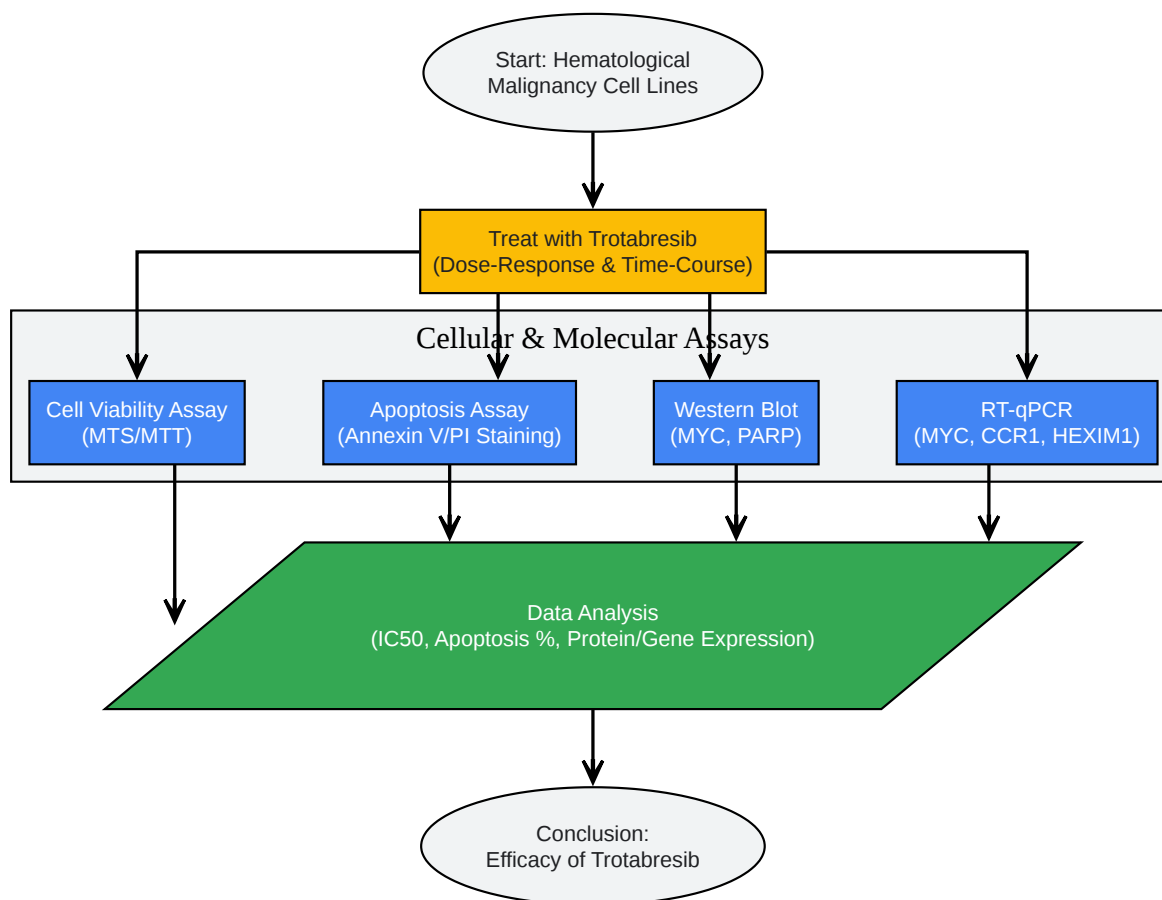 Start: Hematological
Malignancy Cell Lines
Treat with Trotabresib
(Dose-Response & Time-Course)
Cellular & Molecular Assays
Cell Viability Assay
(MTS/MTT)
Apoptosis Assay
(Annexin V/PI Staining)
Western Blot
(MYC, PARP)
RT-qPCR
(MYC, CCR1, HEXIM1)
Data Analysis
(IC50, Apoptosis %, Protein/Gene Expression)
Conclusion:
Efficacy of Trotabresib